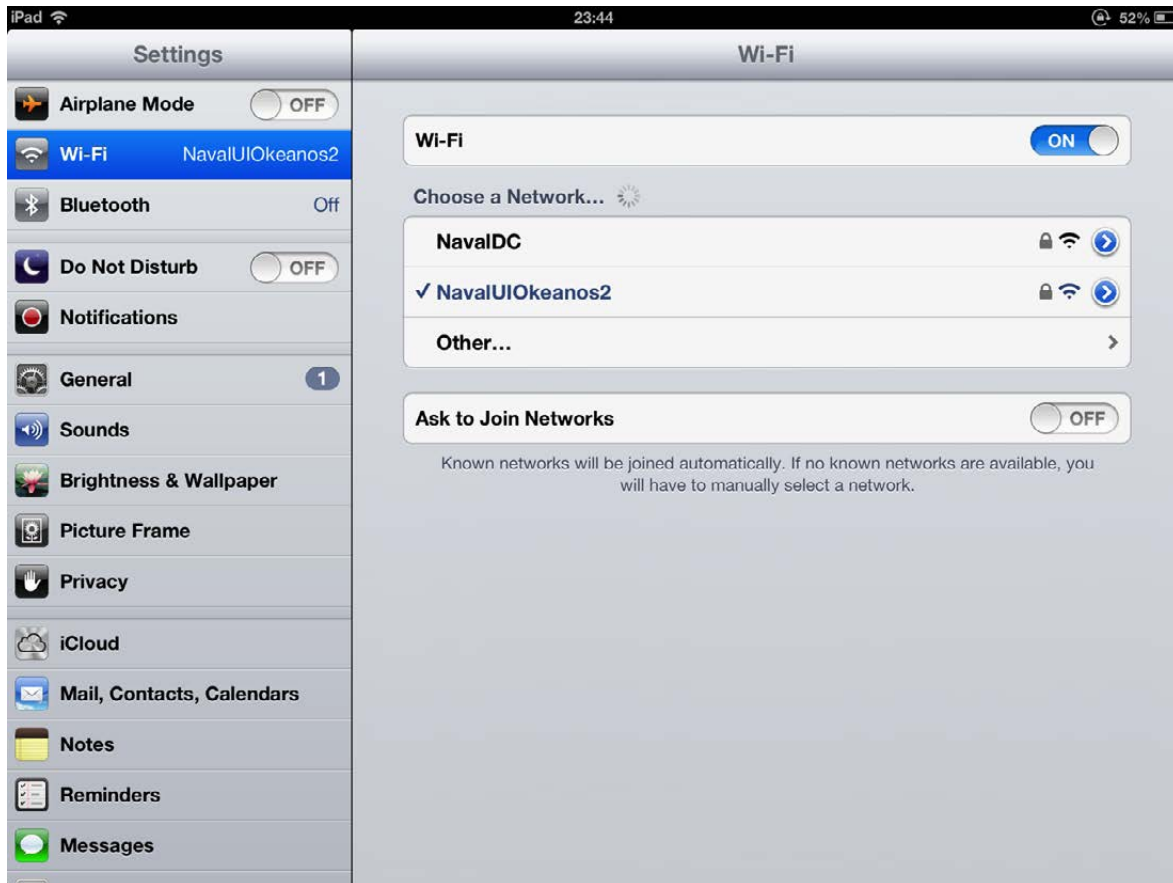 iPad 23:44 52%
Settings
Airplane Mode OFF
Wi-Fi NavalUIOkeanos2
Bluetooth Off
Do Not Disturb OFF
Notifications
General 1
Sounds
Brightness & Wallpaper
Picture Frame
Privacy
iCloud
Mail, Contacts, Calendars
Notes
Reminders
Messages
Wi-Fi
Wi-Fi ON
Choose a Network...
NavalDC
✓ NavalUIOkeanos2
Other...
Ask to Join Networks OFF
Known networks will be joined automatically. If no known networks are available, you
will have to manually select a network.